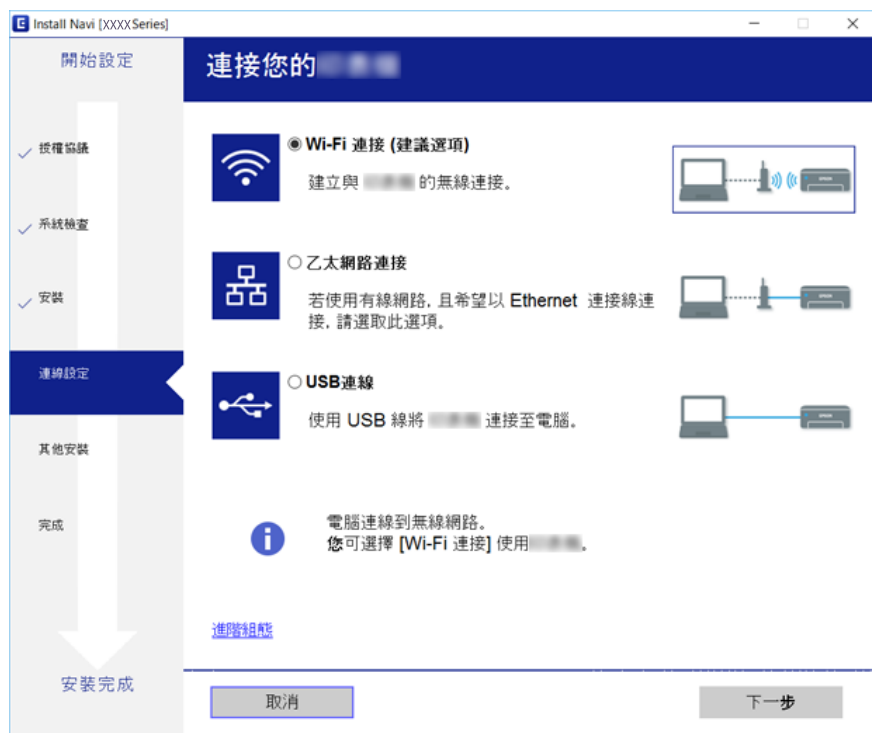 Install Navi [XXXX Series]
開始設定
授權協議
系統檢查
安裝
連線設定
其他安裝
完成
安裝完成
連接您的
Wi-Fi 連接 (建議選項)
建立與 的無線連接。
乙太網路連接
若使用有線網路, 且希望以 Ethernet 連接線連
接, 請選取此選項。
USB連線
使用 USB 線將 連接至電腦。
電腦連線到無線網路。
您可選擇 [Wi-Fi 連接] 使用 。
進階組態
取消
下一步